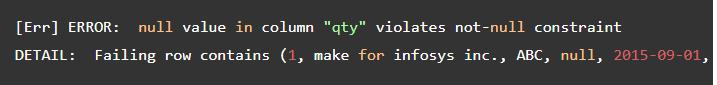 [Err] ERROR:  null value in column "qty" violates not-null constraint
DETAIL:  Failing row contains (1, make for infosys inc., ABC, null, 2015-09-01,